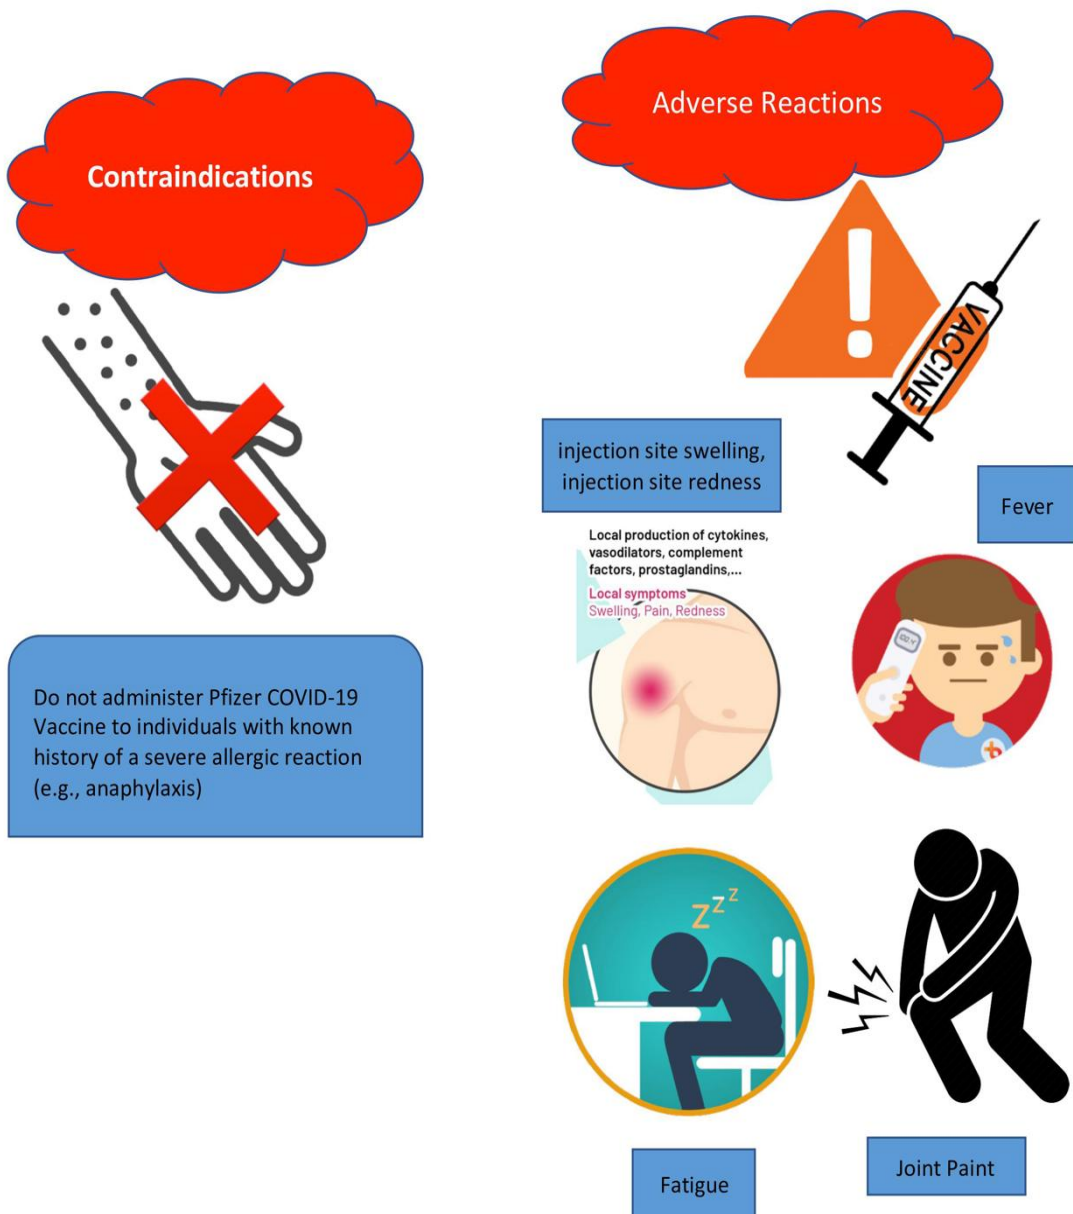 Contraindications
Do not administer Pfizer COVID-19
Vaccine to individuals with known
history of a severe allergic reaction
(e.g., anaphylaxis)
Adverse Reactions
VACCINE
injection site swelling,
injection site redness
Fever
Local production of cytokines,
vasodilators, complement
factors, prostaglandins,...
Local symptoms
Swelling, Pain, Redness
z z z
Fatigue
Joint Paint